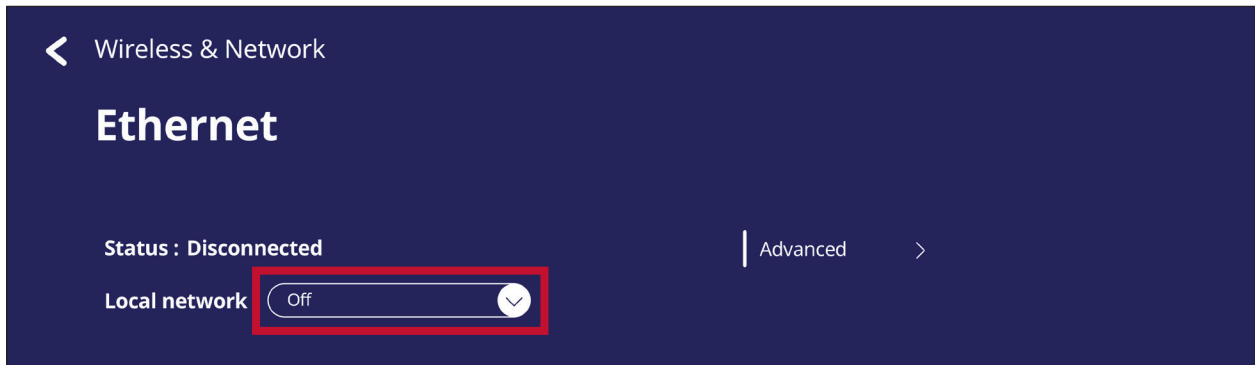 Wireless & Network
Ethernet
Status : Disconnected
Advanced
Local network
Off